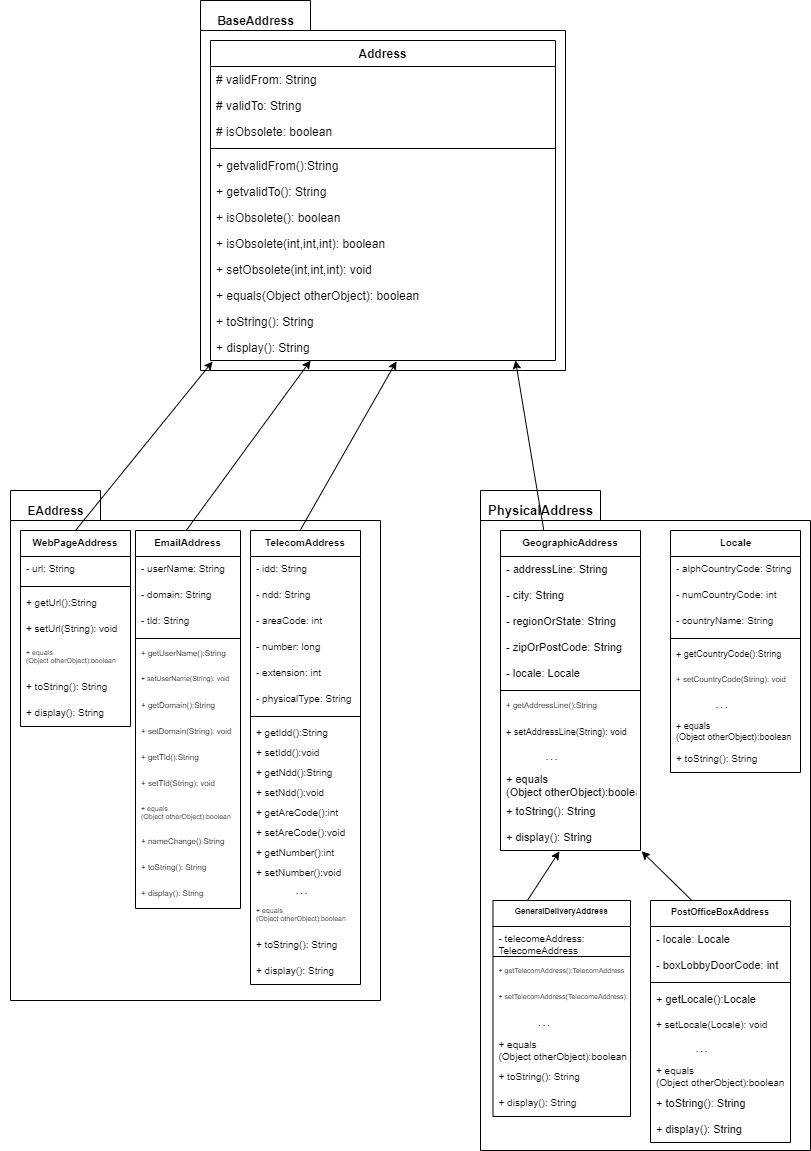 BaseAddress
Address
# validFrom: String
# validTo: String
# isObsolete: boolean
+ getvalidFrom():String
+ getvalidTo(): String
+ isObsolete(): boolean
+ isObsolete(int,int,int): boolean
+ setObsolete(int,int,int): void
+ equals(Object otherObject): boolean
+ toString(): String
+ display(): String
EAddress
WebPageAddress
- url: String
+ getUrl():String
+ setUrl(String): void
+ equals
(Object otherObject):boolean
+ toString(): String
+ display(): String
EmailAddress
- userName: String
- domain: String
- tld: String
+ getUserName():String
+ setUserName(String): void
+ getDomain(): String
+ setDomain(String): void
+ getTld():String
+ setTld(String): void
+ equals
(Object otherObject):boolean
+ nameChange() String
+ toString(): String
+ display(): String
TelecomAddress
- idd: String
- ndd: String
- areaCode: int
- number: long
- extension: int
- physicalType: String
+ getIdd():String
+ setIdd():void
+ getNdd():String
+ setNdd():void
+ getAreCode():int
+ setAreCode():void
+ getNumber():int
+ setNumber():void
...
+ equals
(Object otherObject):boolean
+ toString(): String
+ display(): String
PhysicalAddress
GeographicAddress
- addressLine: String
- city: String
- regionOrState: String
- zipOrPostCode: String
- locale: Locale
+ getAddressLine():String
+ setAddressLine(String): void
...
+ equals
(Object otherObject):boole
+ toString(): String
+ display(): String
Locale
- alphCountryCode: String
- numCountryCode: int
- countryName: String
+ getCountryCode():String
+ setCountryCode(String): void
...
+ equals
(Object otherObject):boolean
+ toString(): String
GeneralDeliveryAddress
- telecomeAddress:
TelecomeAddress
+ getTelecomAddress():TelecomAddress
+ setTelecomAddress(TelecomeAddress):
...
+ equals
(Object otherObject):boolean
+ toString(): String
+ display(): String
PostOfficeBoxAddress
- locale: Locale
- boxLobbyDoorCode: int
+ getLocale():Locale
+ setLocale(Locale): void
...
+ equals
(Object otherObject):boolean
+ toString(): String
+ display(): String